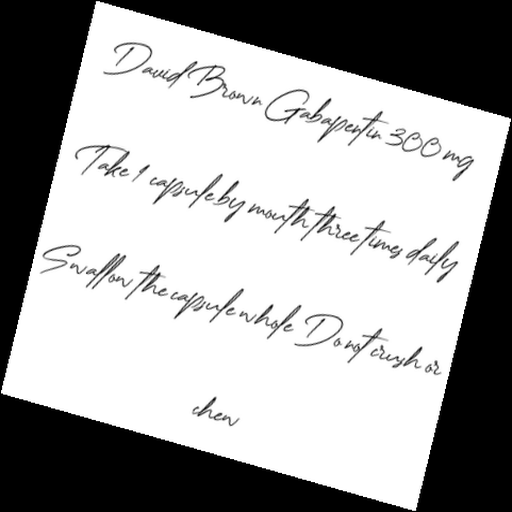 David Brown Gabapentin 300 mg
Take 1 capsule by mouth three times daily
Swallow the capsule whole Do not crush or
chew